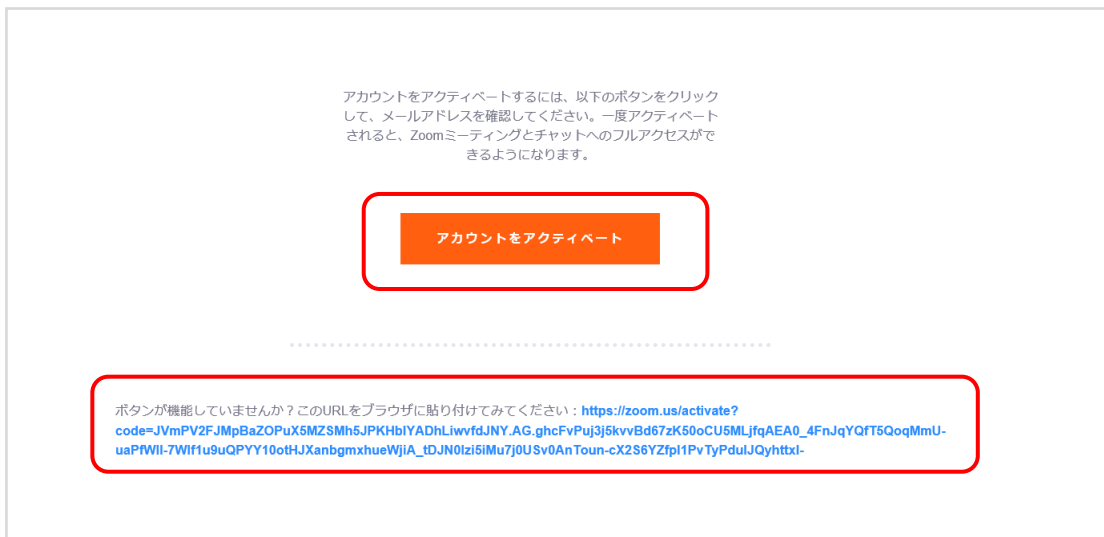 アカウントをアクティベートするには、以下のボタンをクリック
して、メールアドレスを確認してください。一度アクティベート
されると、Zoomミーティングとチャットへのフルアクセスがで
きるようになります。
アカウントをアクティベート
ボタンが機能していませんか？このURLをブラウザに貼り付けてみてください：https://zoom.us/activate?
code=JVmPV2FJMpBaZOPuX5MZSMh5JPKHbIYADhLiwvfdJNY.AG.ghcFvPuj3j5kvvBd67zK50oCU5MLjfqAEA0_4FnJqYQfT5QoqMmU-
uaPfWIl-7Wlf1u9uQPYY10otHJXanbgmxhueWjiA_tDJN0Izi5iMu7j0USv0AnToun-cX2S6YZfpl1PvTyPdulJQyhttxl-